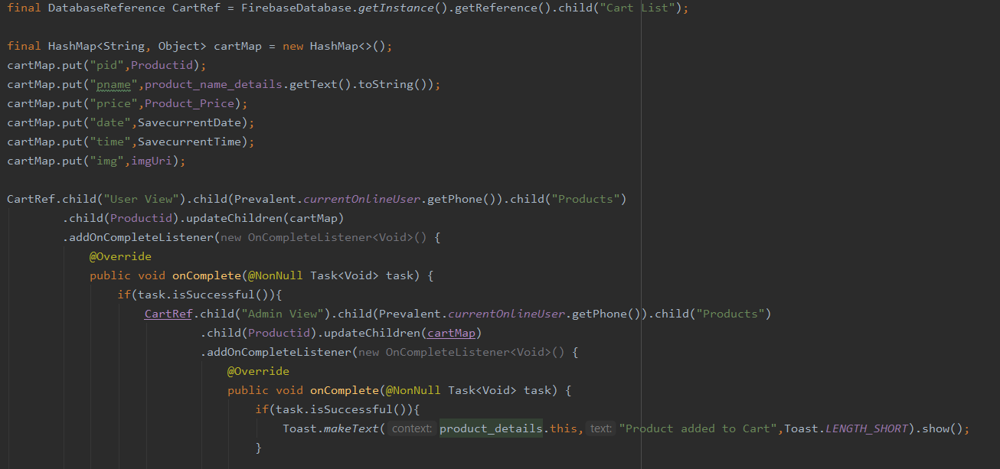 final DatabaseReference CartRef = FirebaseDatabase.getInstance().getReference().child("Cart List");
final HashMap<String, Object> cartMap = new HashMap<>();
cartMap.put("pid",Productid);
cartMap.put("pname",product_name_details.getText().toString());
cartMap.put("price",Product_Price);
cartMap.put("date",SavecurrentDate);
cartMap.put("time",SavecurrentTime);
cartMap.put("img",imgUri);
CartRef.child("User View").child(Prevalent.currentOnlineUser.getPhone()).child("Products")
.child(Productid).updateChildren(cartMap)
.addOnCompleteListener(new OnCompleteListener<Void>() {
@Override
public void onComplete(@NonNull Task<Void> task) {
if(task.isSuccessful()){
CartRef.child("Admin View").child(Prevalent.currentOnlineUser.getPhone()).child("Products")
.child(Productid).updateChildren(cartMap)
.addOnCompleteListener(new OnCompleteListener<Void>() {
@Override
public void onComplete(@NonNull Task<Void> task) {
if(task.isSuccessful()){
Toast.makeText( context: product_details.this, text: "Product added to Cart",Toast.LENGTH_SHORT).show();
}